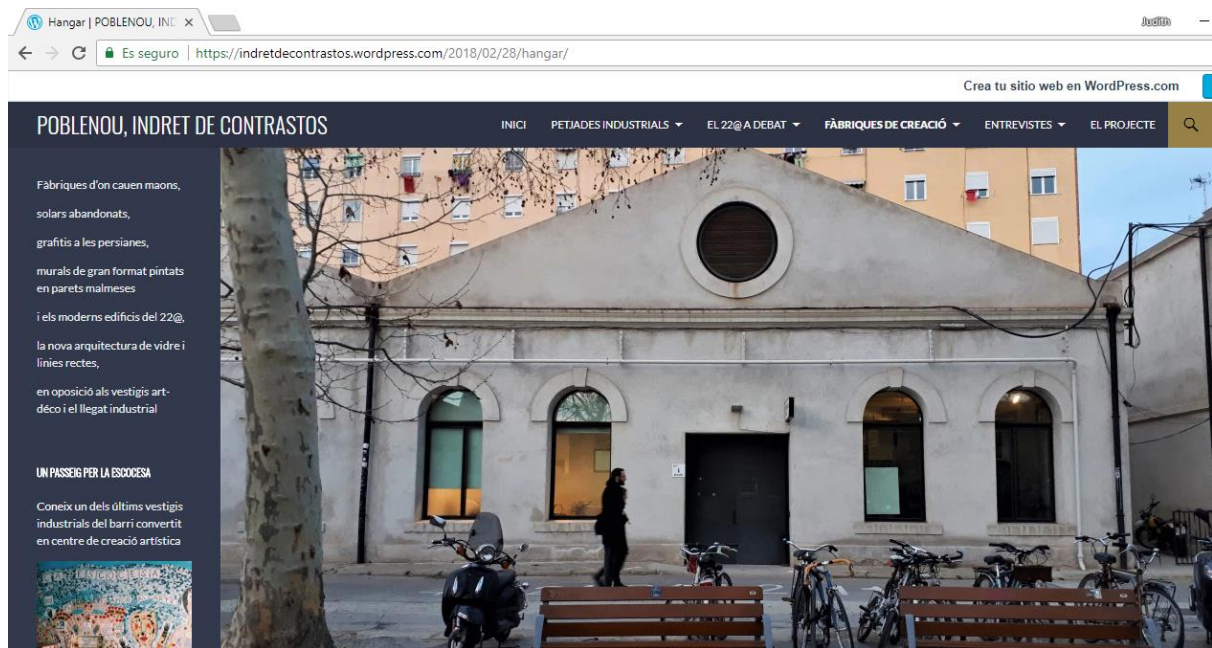 Hangar | POBLENOU, IND
Judith
Es seguro | https://indretdecontrastos.wordpress.com/2018/02/28/hangar/
Crea tu sitio web en WordPress.com
POBLENOU, INDRET DE CONTRASTOS
INICI PETJADES INDUSTRIALS EL 22@ A DEBAT FÀBRIQUES DE CREACIÓ ENTREVISTES EL PROJECTE
Fàbriques d'on cauen maons,
solars abandonats,
grafitis a les persianes,
murals de gran format pintats
en parets malmeses
i els moderns edificis del 22@,
la nova arquitectura de vidre i
línies rectes,
en oposició als vestigis art-
déco i el llegat industrial
UN PASSEIG PER LA ESCOCESA
Coneix un dels últims vestigis
industrials del barri convertit
en centre de creació artística